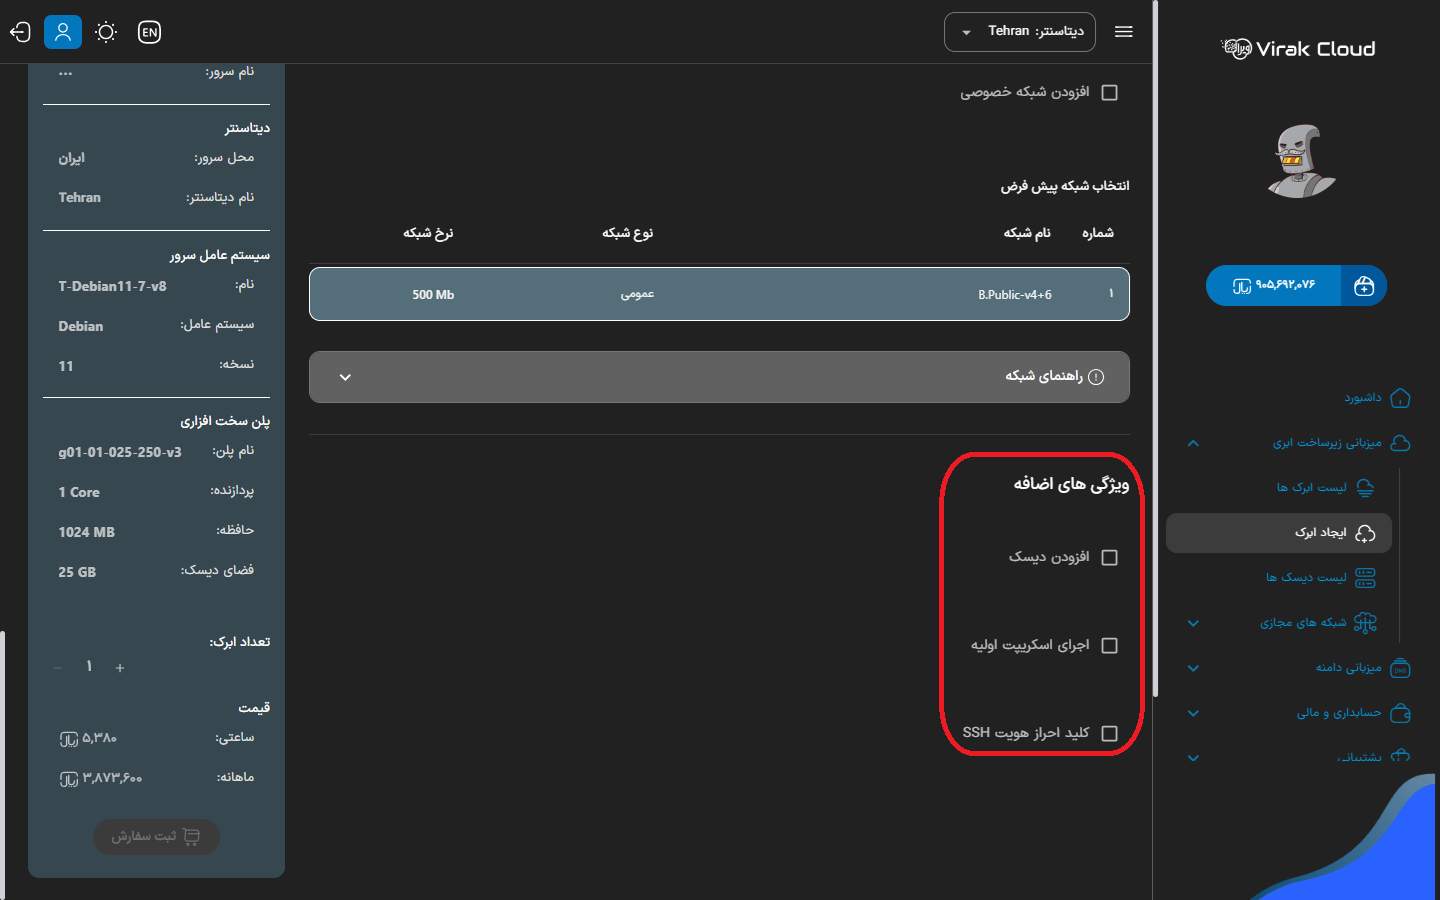 EN
دیتاسنتر: Tehran
Virak Cloud
۹۰۵,۶۹۲,۰۷۶ ریال
داشبورد
میزبانی زیرساخت ابری
لیست ابرک ها
ایجاد ابرک
لیست دیسک ها
شبکه های مجازی
میزبانی دامنه
حسابداری و مالی
پشتیبانی
افزودن شبکه خصوصی
انتخاب شبکه پیش فرض
شماره نام شبکه نوع شبکه نرخ شبکه
۱ B.Public-v4+6 عمومی 500 Mb
راهنمای شبکه
ویژگی های اضافه
افزودن دیسک
اجرای اسکریپت اولیه
کلید احراز هویت SSH
نام سرور: ...
دیتاسنتر
محل سرور: ایران
نام دیتاسنتر: Tehran
سیستم عامل سرور
نام: T-Debian11-7-v8
سیستم عامل: Debian
نسخه: 11
پلن سخت افزاری
نام پلن: g01-01-025-250-v3
پردازنده: 1 Core
حافظه: 1024 MB
فضای دیسک: 25 GB
تعداد ابرک:
+ ۱ −
قیمت
ساعتی: ۵,۳۸۰ ریال
ماهانه: ۳,۸۷۳,۶۰۰ ریال
ثبت سفارش